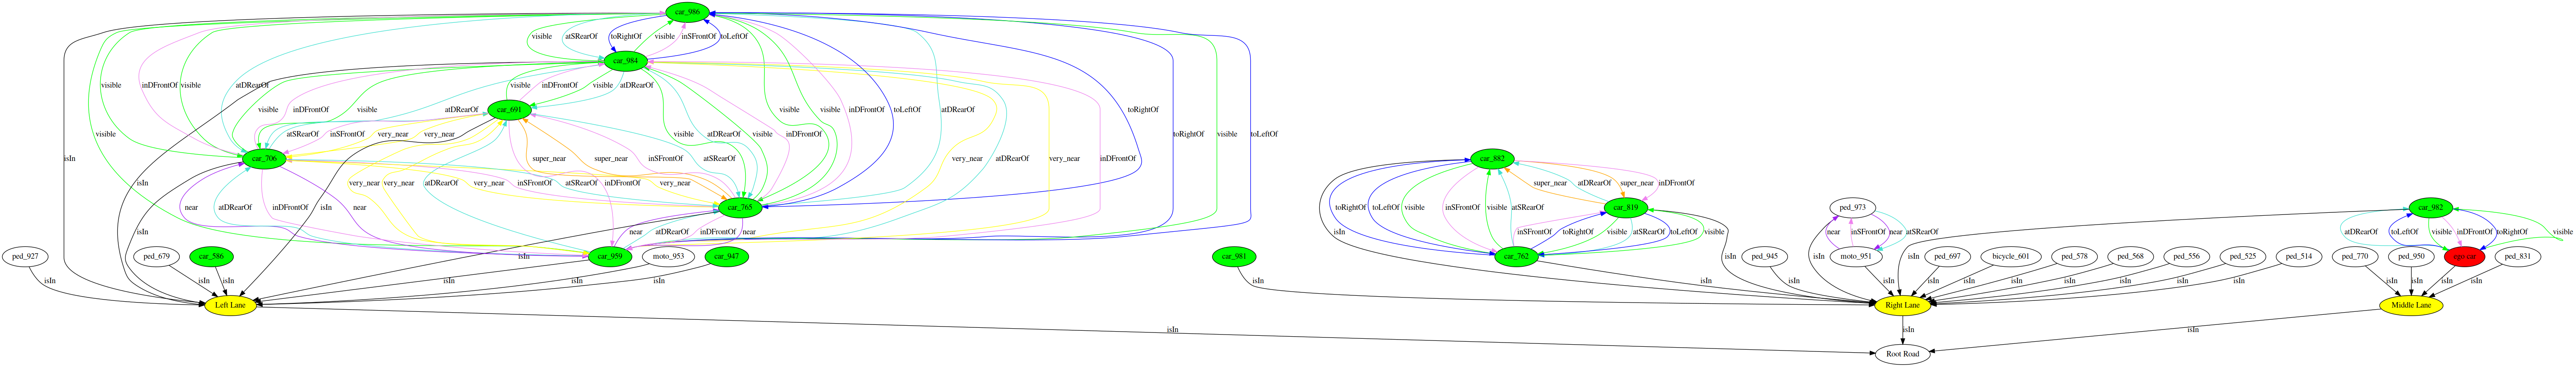 car_986
visible atSRearOf toRightOf visible inSFrontOf toLeftOf
car_984
visible inDFrontOf visible atDRearOf visible inDFrontOf visible atDRearOf visible visible inDFrontOf toLeftOf atDRearOf toRightOf
car_691
visible inDFrontOf visible atDRearOf
visible atSRearOf inSFrontOf very_near very_near visible atDRearOf visible inDFrontOf toRightOf visible toLeftOf
isIn car_706 super_near super_near inSFrontOf atSRearOf very_near atDRearOf very_near inDFrontOf car_882
very_near very_near atDRearOf very_near inSFrontOf atSRearOf inDFrontOf very_near super_near atDRearOf super_near inDFrontOf
near atDRearOf inDFrontOf near car_765 toRightOf toLeftOf visible inSFrontOf visible atSRearOf car_819 ped_973 car_982
isIn isIn near atDRearOf inDFrontOf near isIn inSFrontOf toRightOf visible atSRearOf toLeftOf visible near inSFrontOf near atSRearOf atDRearOf toLeftOf visible inDFrontOf toRightOf visible
ped_927 ped_679 car_586 car_959 moto_953 car_947 car_981 car_762 ped_945 moto_951 ped_697 bicycle_601 ped_578 ped_568 ped_556 ped_525 ped_514 ped_770 ped_950 ego car ped_831
isIn isIn isIn isIn isIn isIn isIn isIn isIn isIn isIn isIn isIn isIn isIn isIn isIn isIn isIn isIn isIn isIn isIn isIn
Left Lane Right Lane Middle Lane
isIn isIn isIn
Root Road